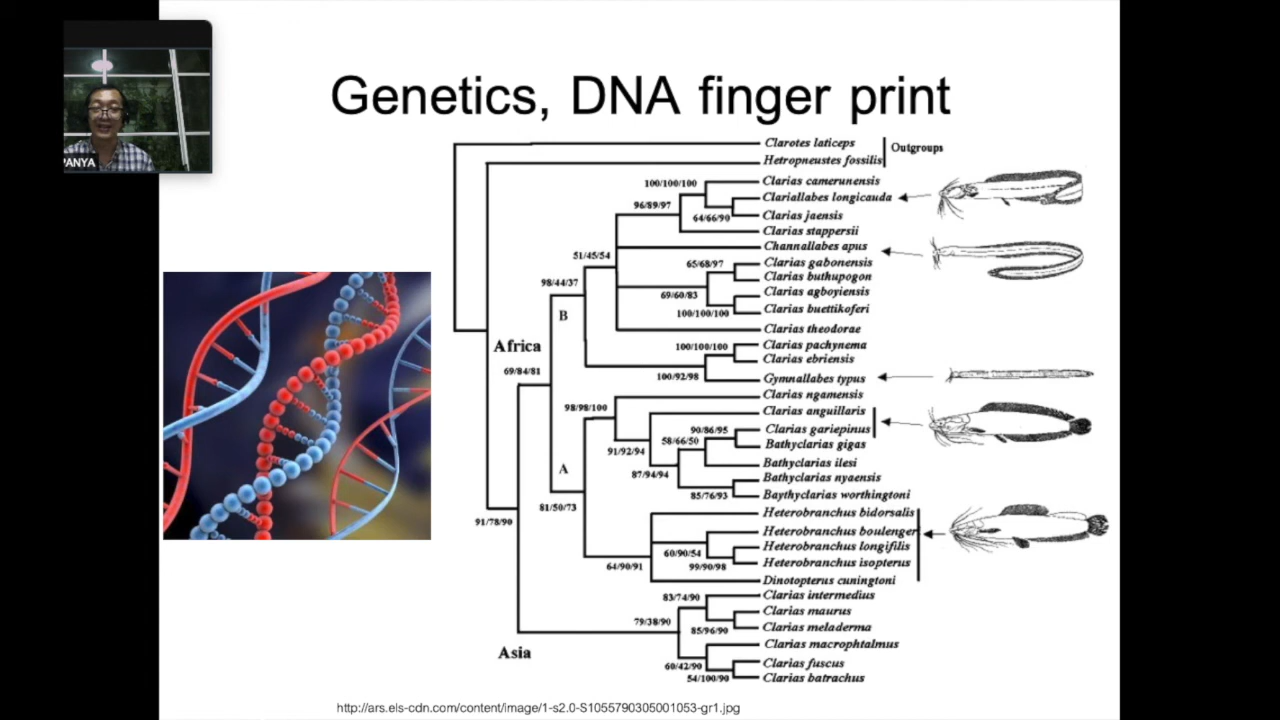 PANYA
Genetics, DNA finger print
Clarotes laticeps
Outgroups
Hetropneustes fossilis
100/100/100
Clarias camerunensis
Clariallabes longicauda
96/89/97
64/66/90
Clarias jaensis
Clarias stappersii
Channallabes apus
51/45/54
65/68/97
Clarias gabonensis
Clarias buthupogon
98/44/37
69/60/83
Clarias agboyiensis
100/100/100
Clarias buettikoferi
B
Clarias theodorae
Africa
100/100/100
Clarias pachynema
Clarias ebriensis
69/84/81
100/92/98
Gymnallabes typus
Clarias ngamensis
98/98/100
Clarias anguillaris
90/86/95
Clarias gariepinus
58/66/50
Bathyclarias gigas
91/92/94
A
Bathyclarias ilesi
87/94/94
Bathyclarias nyaensis
85/76/93
Baythyclarias worthingtoni
81/50/73
Heterobranchus bidorsalis
91/78/90
Heterobranchus boulenger
60/90/54
Heterobranchus longifilis
64/90/91
99/90/98
Heterobranchus isopterus
Dinotopterus cuningtoni
83/74/90
Clarias intermedius
Clarias maurus
79/38/90
85/96/90
Clarias meladerma
Asia
Clarias macrophtalmus
60/42/90
Clarias fuscus
54/100/90
Clarias batrachus
http://ars.els-cdn.com/content/image/1-s2.0-S1055790305001053-gr1.jpg